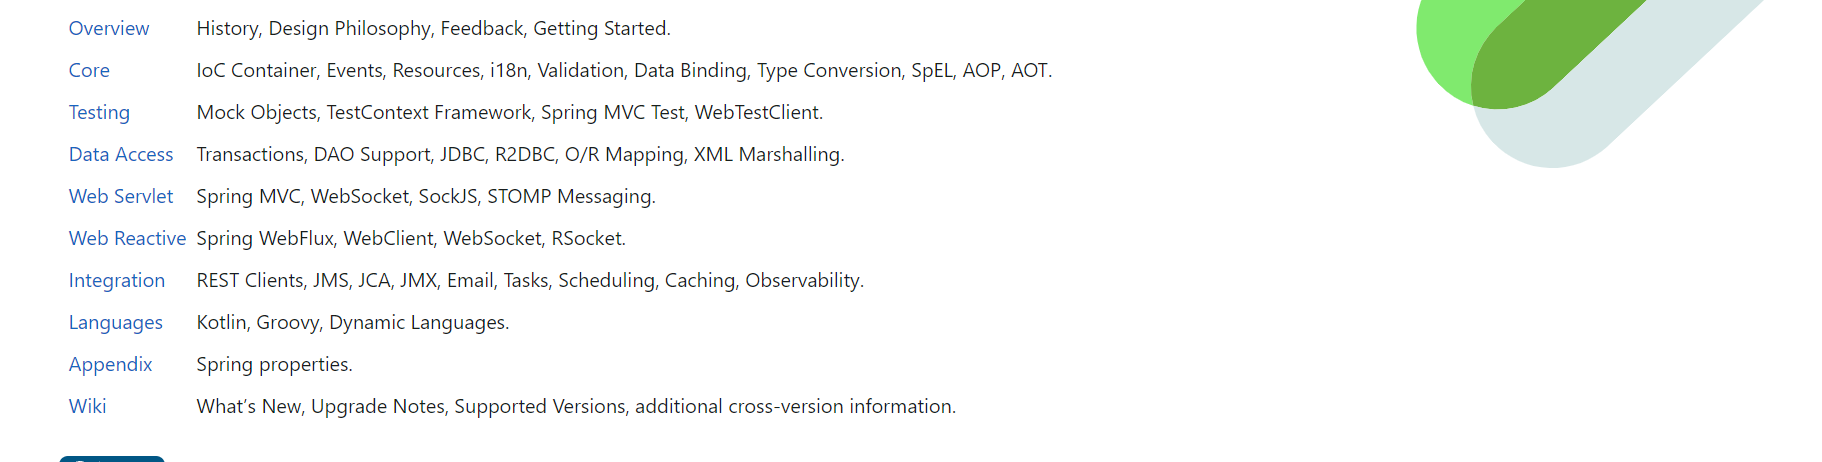 Overview History, Design Philosophy, Feedback, Getting Started.
Core IoC Container, Events, Resources, i18n, Validation, Data Binding, Type Conversion, SpEL, AOP, AOT.
Testing Mock Objects, TestContext Framework, Spring MVC Test, WebTestClient.
Data Access Transactions, DAO Support, JDBC, R2DBC, O/R Mapping, XML Marshalling.
Web Servlet Spring MVC, WebSocket, SockJS, STOMP Messaging.
Web Reactive Spring WebFlux, WebClient, WebSocket, RSocket.
Integration REST Clients, JMS, JCA, JMX, Email, Tasks, Scheduling, Caching, Observability.
Languages Kotlin, Groovy, Dynamic Languages.
Appendix Spring properties.
Wiki What’s New, Upgrade Notes, Supported Versions, additional cross-version information.